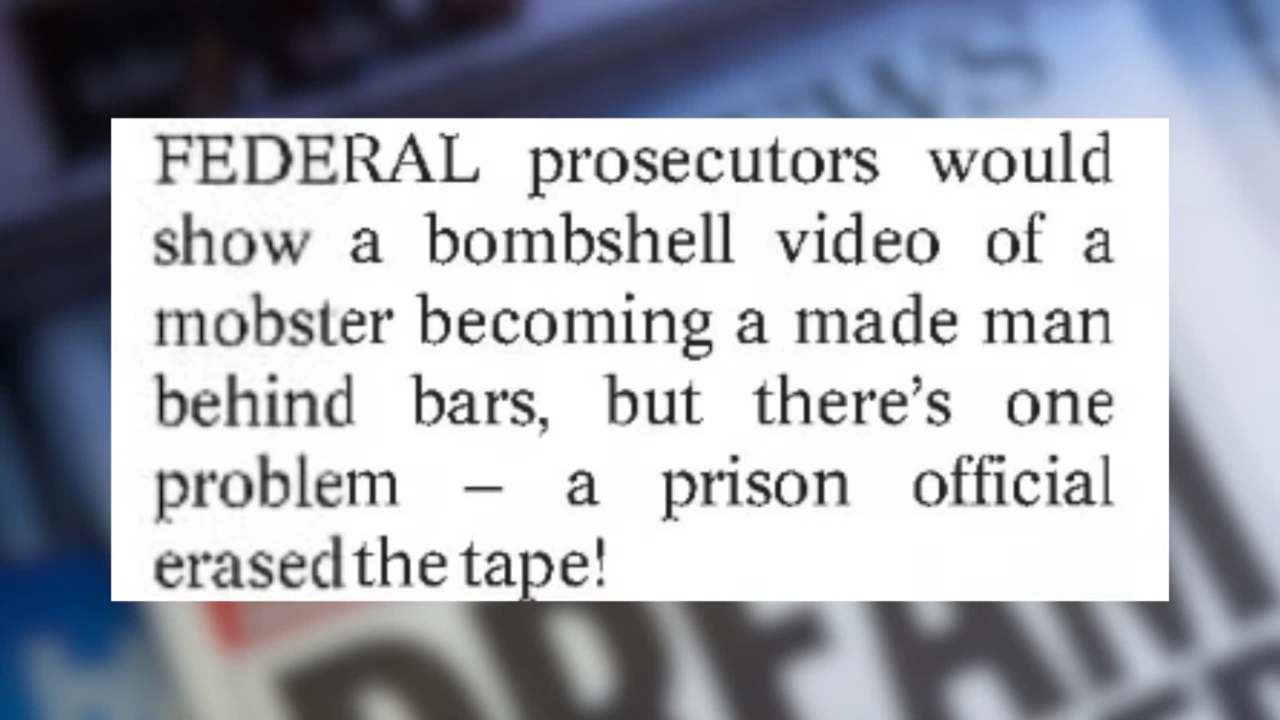 FEDERAL prosecutors would
show a bombshell video of a
mobster becoming a made man
behind bars, but there's one
problem – a prison official
erased the tape!